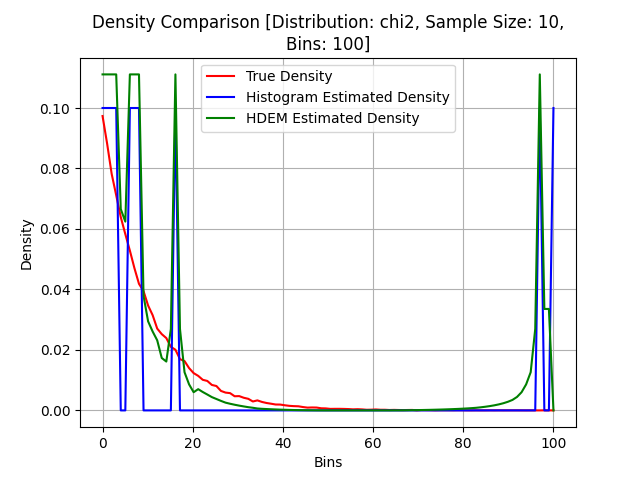 Density Comparison [Distribution: chi2, Sample Size: 10,
Bins: 100]
True Density
Histogram Estimated Density
HDEM Estimated Density
Density
0.10
0.08
0.06
0.04
0.02
0.00
0 20 40 60 80 100
Bins